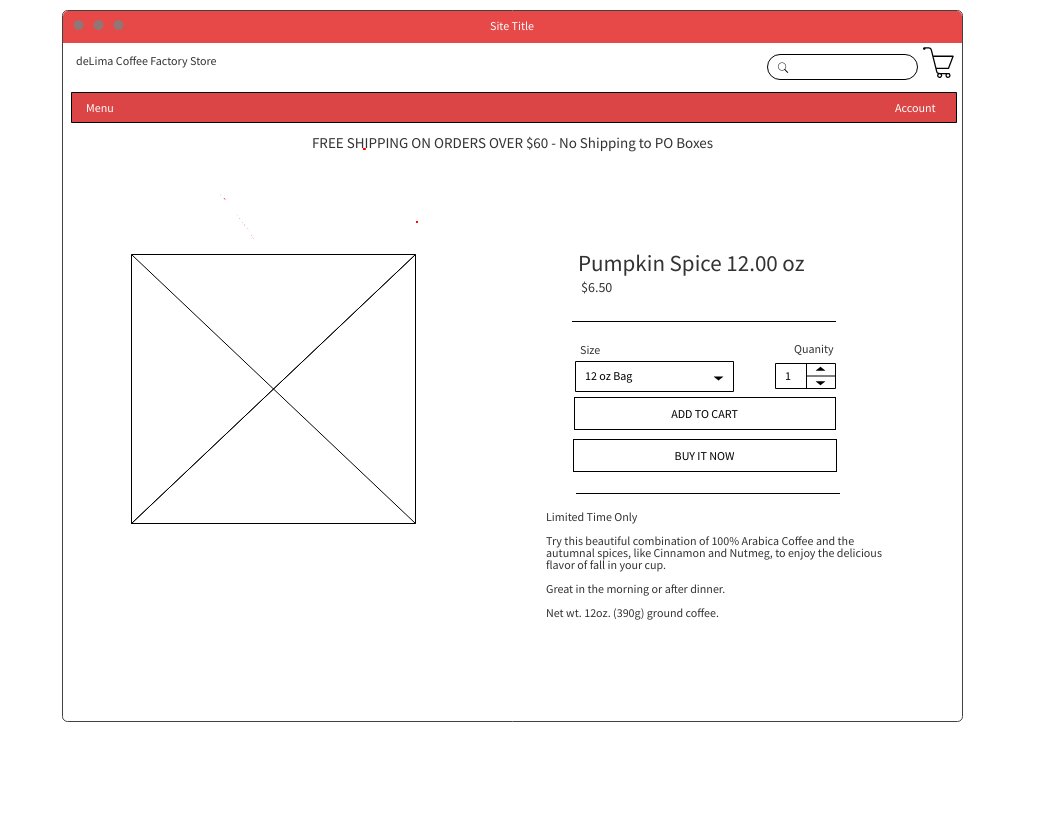 Site Title
deLima Coffee Factory Store
Menu
Account
FREE SHIPPING ON ORDERS OVER $60 - No Shipping to PO Boxes
Pumpkin Spice 12.00 oz
$6.50
Size
Quanity
12 oz Bag
1
ADD TO CART
BUY IT NOW
Limited Time Only
Try this beautiful combination of 100% Arabica Coffee and the
autumnal spices, like Cinnamon and Nutmeg, to enjoy the delicious
flavor of fall in your cup.
Great in the morning or after dinner.
Net wt. 12oz. (390g) ground coffee.